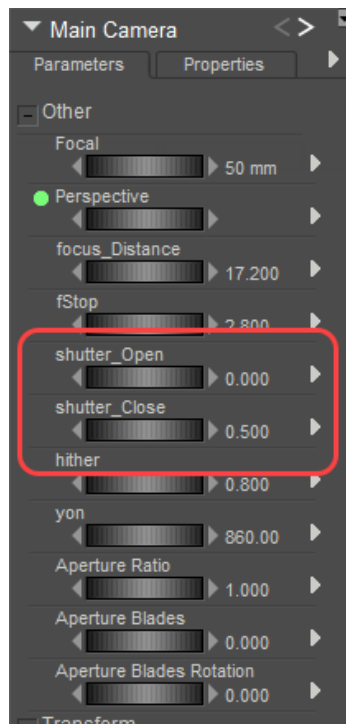 Main Camera
Parameters Properties
Other
Focal
50 mm
Perspective
focus_Distance
17.200
fStop
2.800
shutter_Open
0.000
shutter_Close
0.500
hither
0.800
yon
860.00
Aperture Ratio
1.000
Aperture Blades
0.000
Aperture Blades Rotation
0.000
Transform